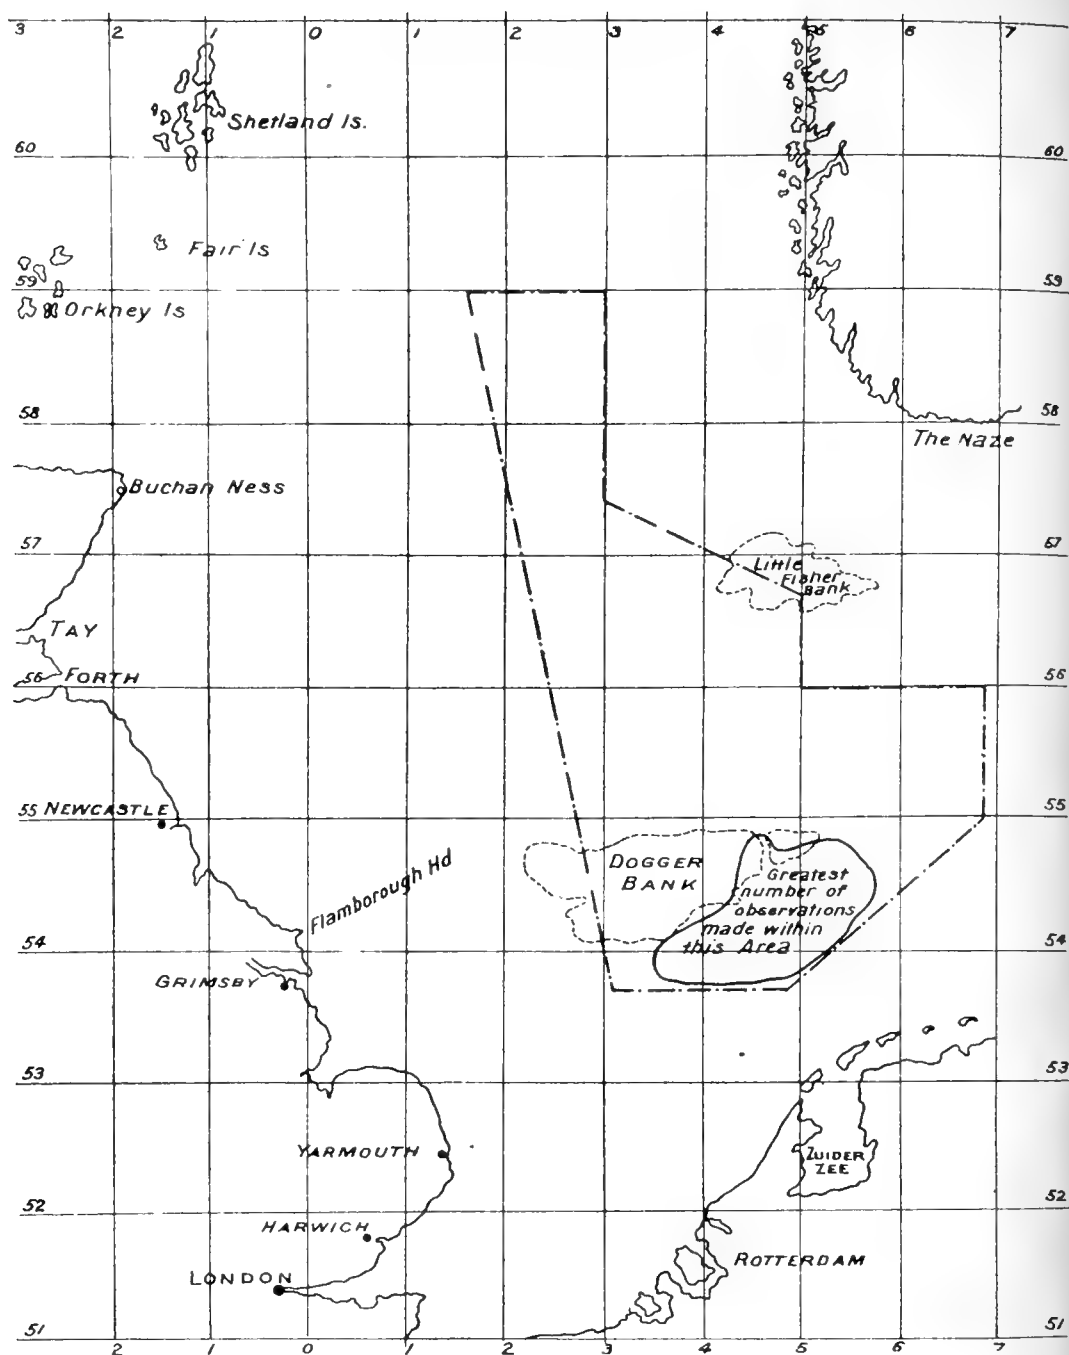 3 2 1 0 1 2 3 4 5 6 7
Shetland Is.
60 60
Fair Is
59 59
Orkney Is
58 58
The Naze
Buchan Ness
57 57
Little
Fisher
Bank
TAY
FORTH
56 56
55 55
NEWCASTLE
Flamborough Hd
DOGGER
BANK
Greatest
number of
observations
made within
this Area
54 54
GRIMSBY
53 53
YARMOUTH
ZUIDER
ZEE
52 52
HARWICH
ROTTERDAM
LONDON
51 51
2 1 0 1 2 3 4 5 6 7